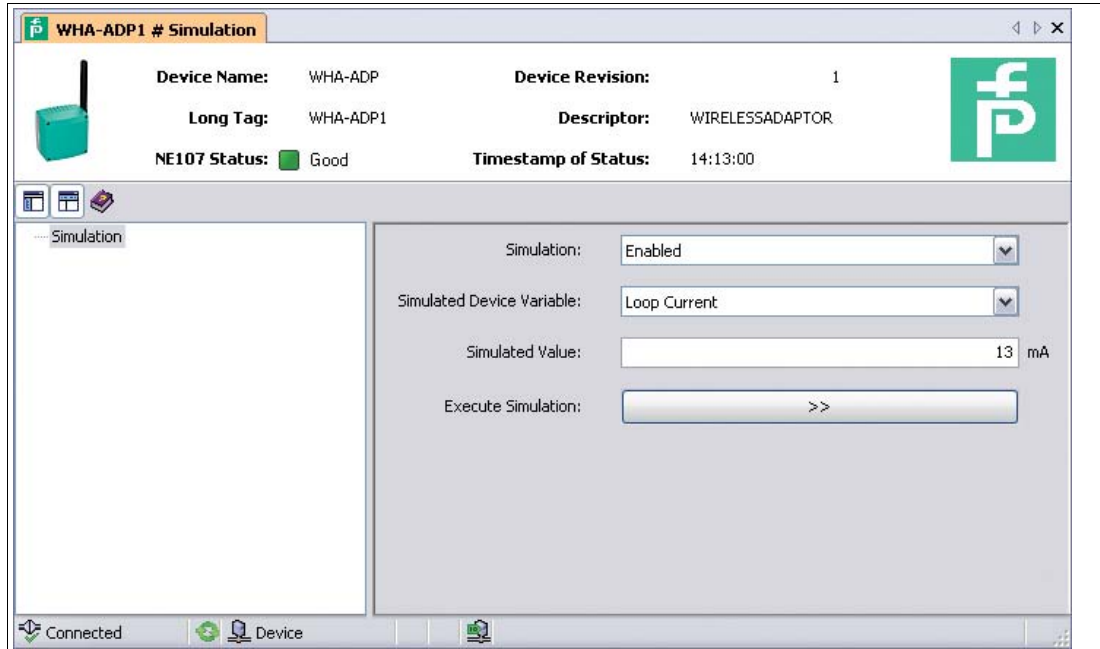 WHA-ADP1 # Simulation
Device Name: WHA-ADP Device Revision: 1
Long Tag: WHA-ADP1 Descriptor: WIRELESSADAPTOR
NE107 Status: Good Timestamp of Status: 14:13:00
Simulation
Simulation: Enabled
Simulated Device Variable: Loop Current
Simulated Value: 13 mA
Execute Simulation: >>
Connected Device